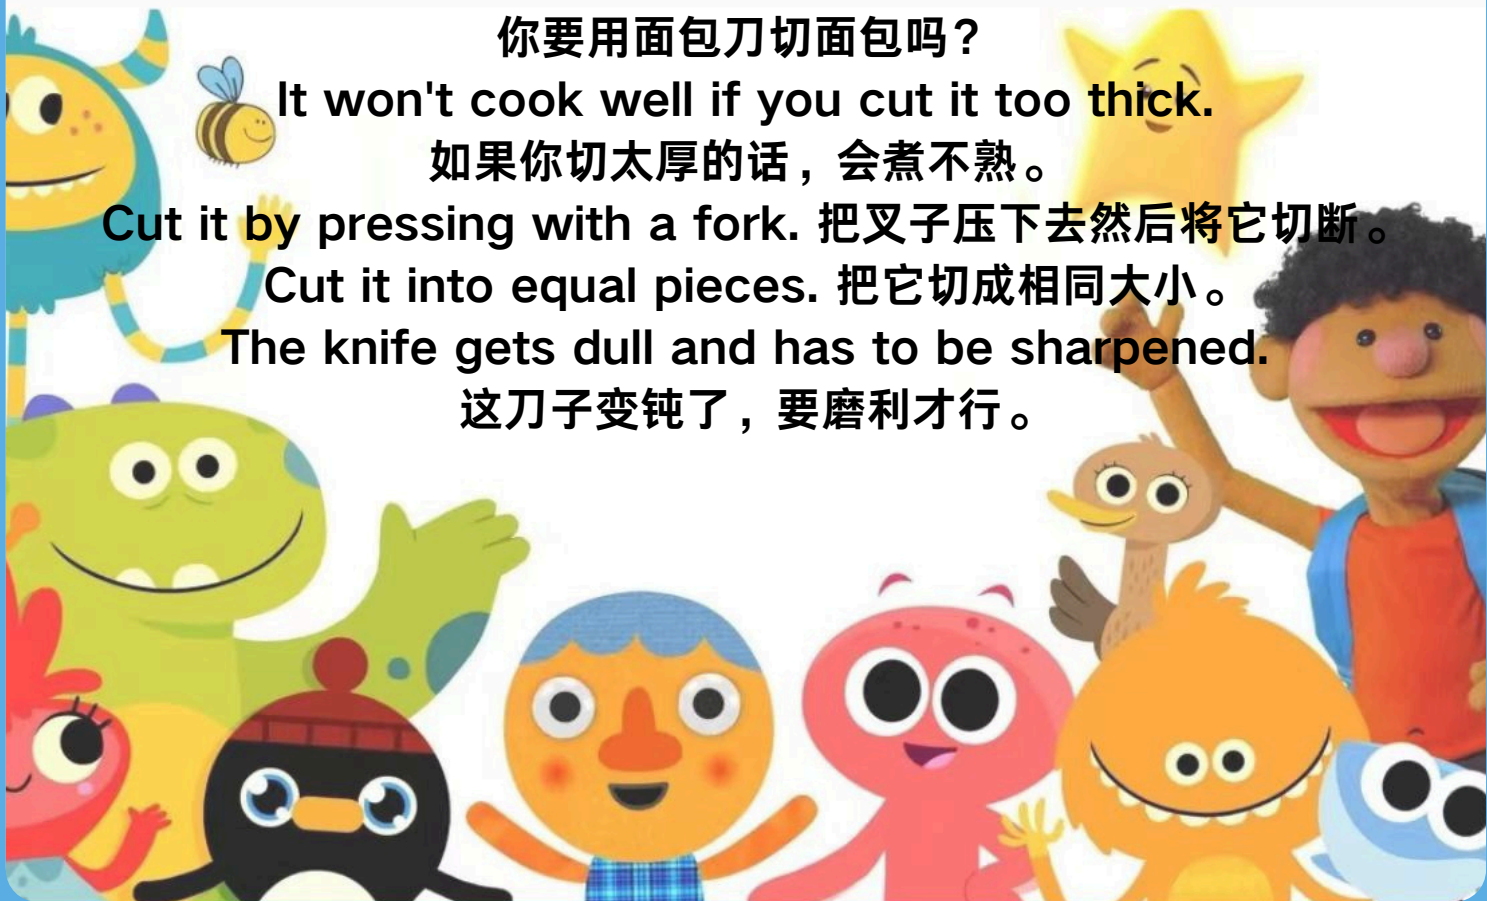 你要用面包刀切面包吗？
It won't cook well if you cut it too thick.
如果你切太厚的话，会煮不熟。
Cut it by pressing with a fork. 把叉子压下去然后将它切断。
Cut it into equal pieces. 把它切成相同大小。
The knife gets dull and has to be sharpened.
这刀子变钝了，要磨利才行。